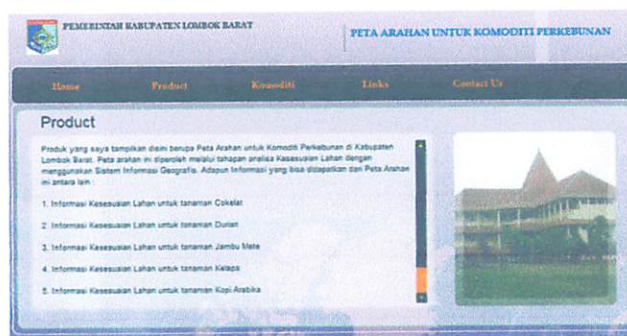 PEMERINTAH KABUPATEN LOMBOK BARAT
PETA ARAHAN UNTUK KOMODITI PERKEBUNAN
Home Product Komoditi Links Contact Us
Product
Produk yang saya tampilkan disini berupa Peta Arahan untuk Komoditi Perkebunan di Kabupaten
Lombok Barat. Peta arahan ini diperoleh melalui tahapan analisa Kesesuaian Lahan dengan
menggunakan Sistem Informasi Geografis. Adapun Informasi yang bisa didapatkan dari Peta Arahan
ini antara lain :
1. Informasi Kesesuaian Lahan untuk tanaman Cokelat
2. Informasi Kesesuaian Lahan untuk tanaman Durian
3. Informasi Kesesuaian Lahan untuk tanaman Jambu Mete
4. Informasi Kesesuaian Lahan untuk tanaman Kelapa
5. Informasi Kesesuaian Lahan untuk tanaman Kopi Arabika